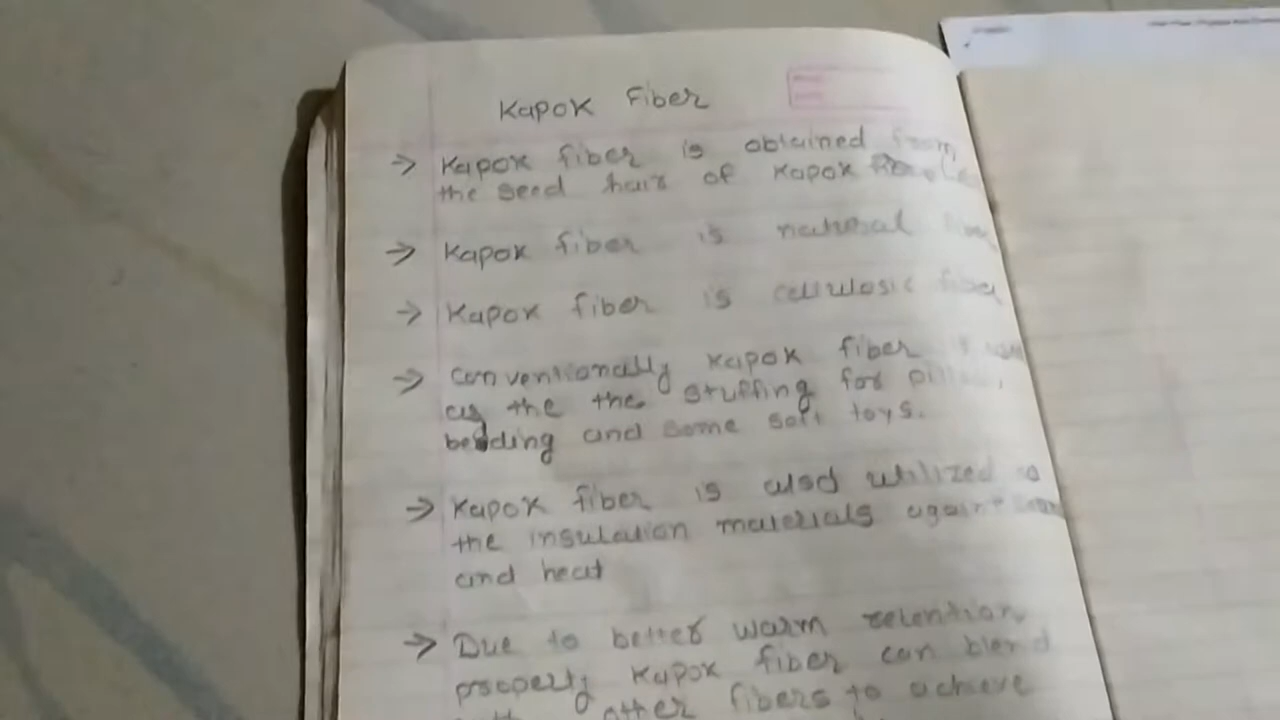 Kapok Fiber
→ Kapok fiber is obtained from
the seed hair of Kapok
→ Kapok fiber is natural fiber
→ Kapok fiber is cellulosic fiber
→ Conventionally Kapok fiber
as the the stuffing for
bedding and some soft toys.
→ Kapok fiber is also utilized
the insulation materials against
and heat
→ Due to better warm retention
property Kapok fiber can blend
other fibers to achieve